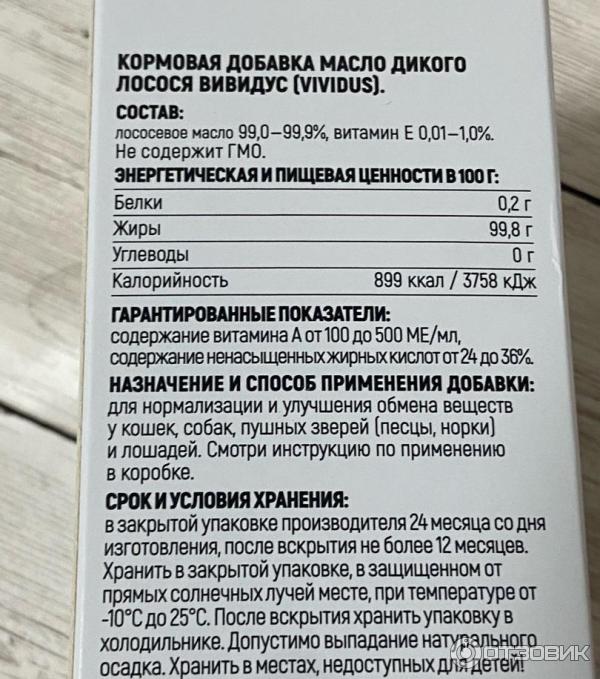 КОРМОВАЯ ДОБАВКА МАСЛО ДИКОГО
ЛОСОСЯ ВИВИДУС (VIVIDUS).
СОСТАВ:
лососевое масло 99,0–99,9%, витамин Е 0,01–1,0%.
Не содержит ГМО.
ЭНЕРГЕТИЧЕСКАЯ И ПИЩЕВАЯ ЦЕННОСТИ В 100 Г:
Белки 0,2 г
Жиры 99,8 г
Углеводы 0 г
Калорийность 899 ккал / 3758 кДж
ГАРАНТИРОВАННЫЕ ПОКАЗАТЕЛИ:
содержание витамина А от 100 до 500 МЕ/мл,
содержание ненасыщенных жирных кислот от 24 до 36%.
НАЗНАЧЕНИЕ И СПОСОБ ПРИМЕНЕНИЯ ДОБАВКИ:
для нормализации и улучшения обмена веществ
у кошек, собак, пушных зверей (песцы, норки)
и лошадей. Смотри инструкцию по применению
в коробке.
СРОК И УСЛОВИЯ ХРАНЕНИЯ:
в закрытой упаковке производителя 24 месяца со дня
изготовления, после вскрытия не более 12 месяцев.
Хранить в закрытой упаковке, в защищенном от
прямых солнечных лучей месте, при температуре от
-10°С до 25°С. После вскрытия хранить упаковку в
холодильнике. Допустимо выпадание натурального
осадка. Хранить в местах, недоступных для детей!
ОТЗОВИК